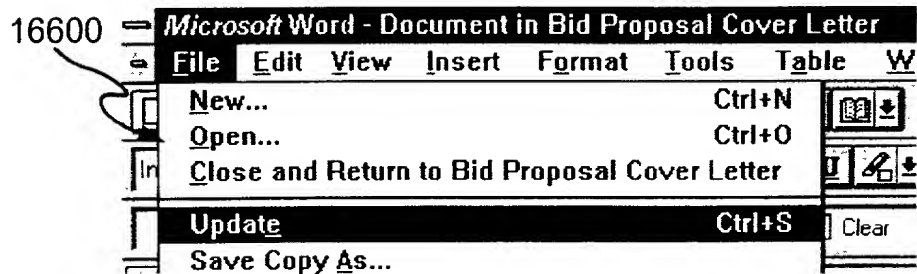 16600
Microsoft Word - Document in Bid Proposal Cover Letter
File Edit View Insert Format Tools Table W
New... Ctrl+N
Open... Ctrl+O
In Close and Return to Bid Proposal Cover Letter U
Update Ctrl+S Clear
Save Copy As...